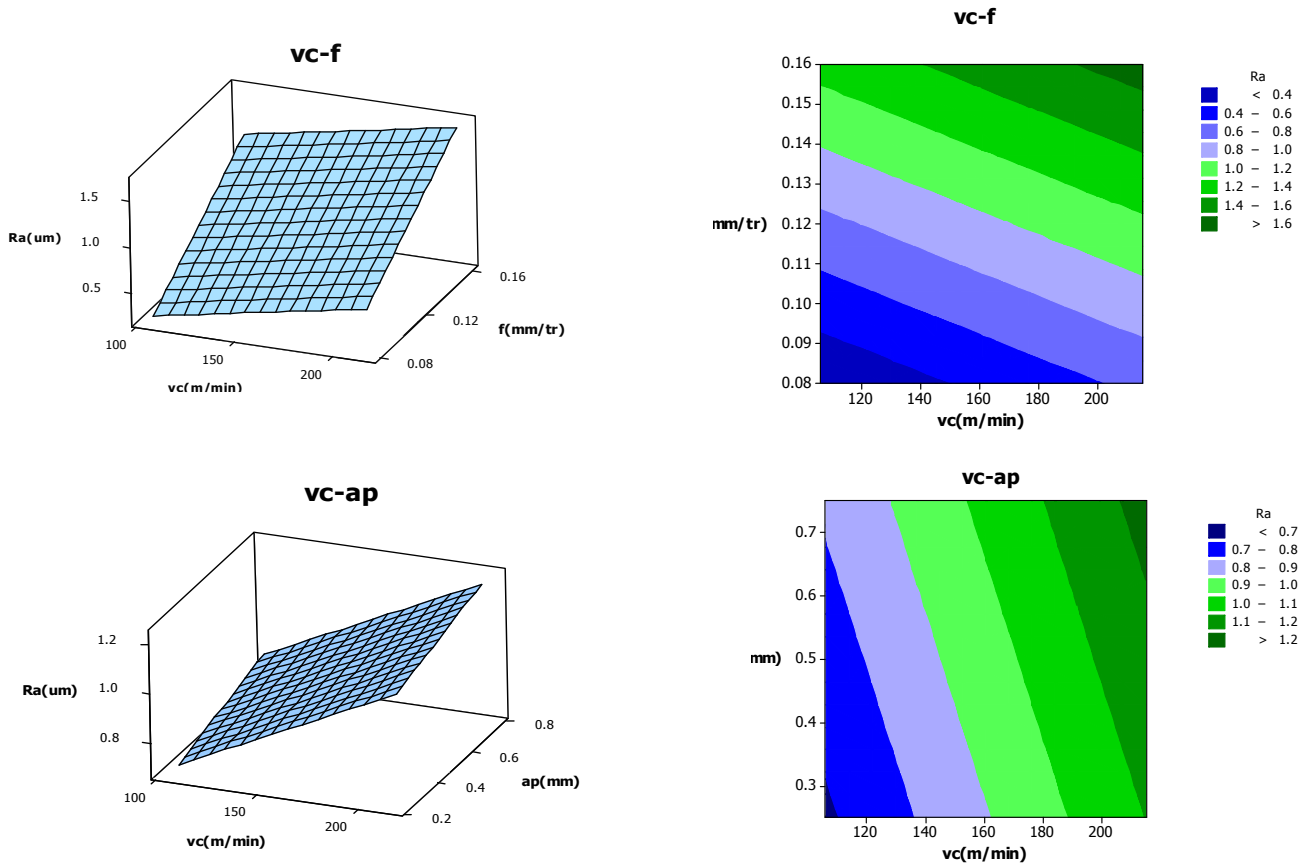 vc-f
1.5
Ra(um)
1.0
0.5
0.16
0.12
f(mm/tr)
0.08
100
150
200
vc(m/min)
vc-f
0.16
0.15
0.14
0.13
mm/tr)
0.12
0.11
0.10
0.09
0.08
120 140 160 180 200
vc(m/min)
Ra
< 0.4
0.4 – 0.6
0.6 – 0.8
0.8 – 1.0
1.0 – 1.2
1.2 – 1.4
1.4 – 1.6
> 1.6
vc-ap
1.2
Ra(um)
1.0
0.8
0.8
0.6
0.4
ap(mm)
0.2
100
150
200
vc(m/min)
vc-ap
0.7
0.6
mm)
0.5
0.4
0.3
120 140 160 180 200
vc(m/min)
Ra
< 0.7
0.7 – 0.8
0.8 – 0.9
0.9 – 1.0
1.0 – 1.1
1.1 – 1.2
> 1.2